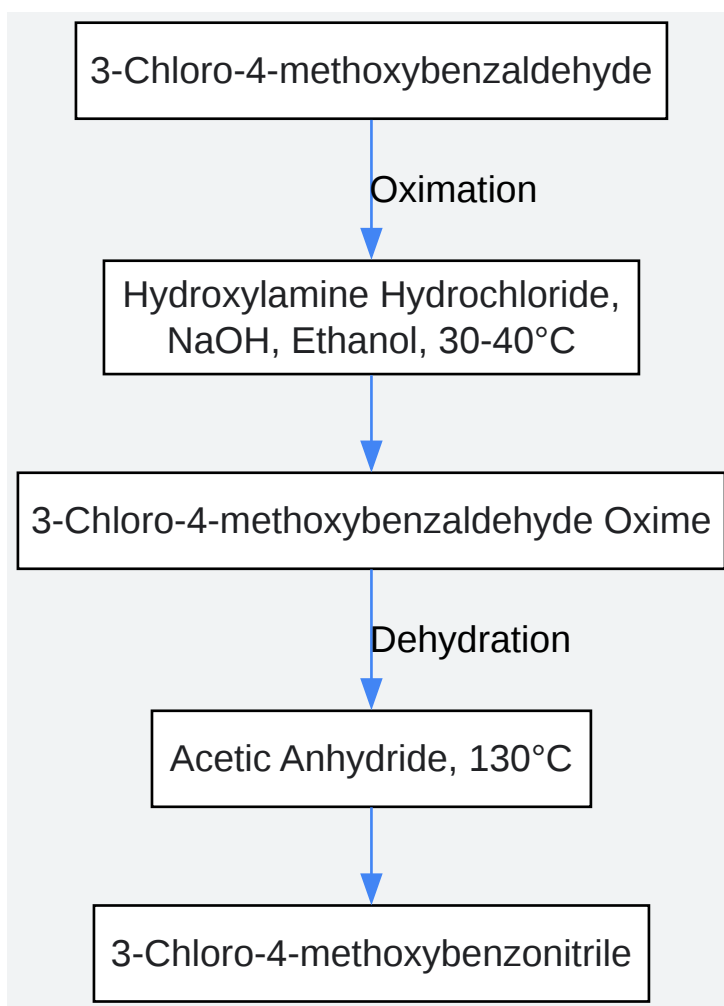 3-Chloro-4-methoxybenzaldehyde
Oximation
Hydroxylamine Hydrochloride,
NaOH, Ethanol, 30-40°C
3-Chloro-4-methoxybenzaldehyde Oxime
Dehydration
Acetic Anhydride, 130°C
3-Chloro-4-methoxybenzonitrile